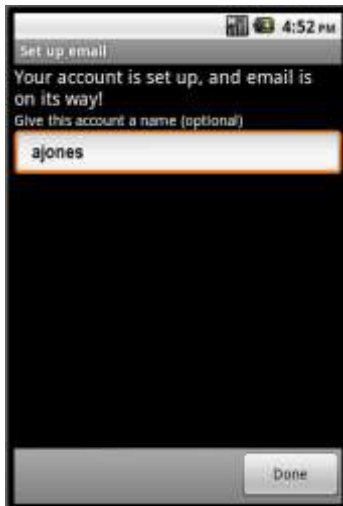 4:52 PM
Set up email
Your account is set up, and email is
on its way!
Give this account a name (optional)
ajones
Done